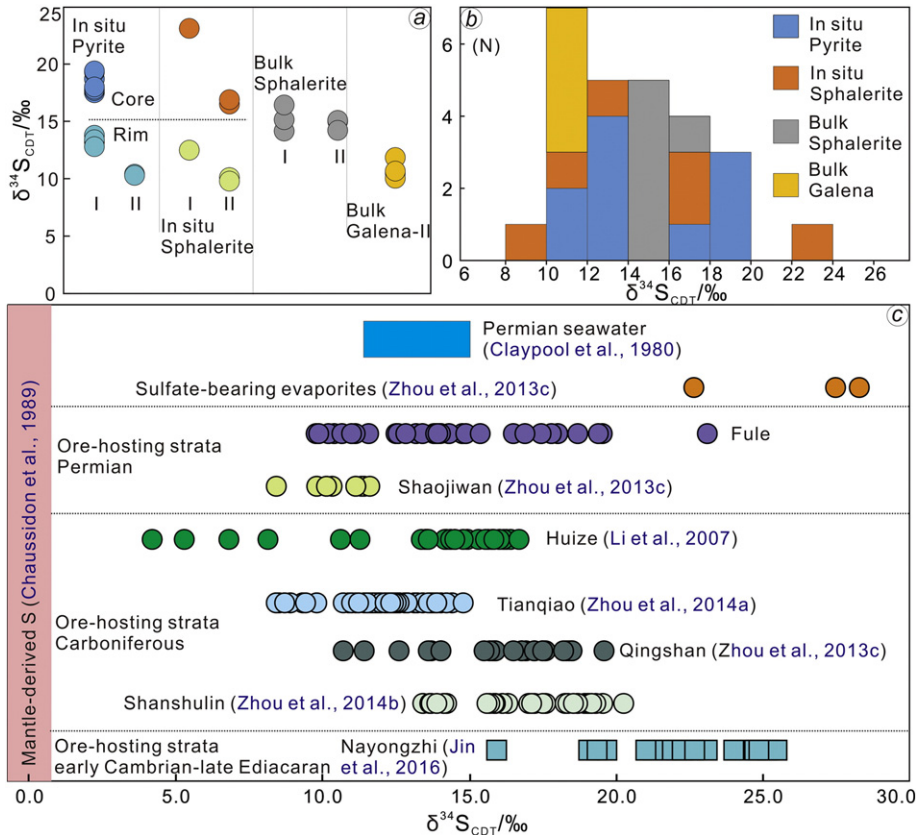 a
In situ
Pyrite
Core
Rim
I
II
I
In situ
Sphalerite
II
Bulk
Sphalerite
I
II
Bulk
Galena-II
25
20
15
10
5
0
δ³⁴S_CDT/‰
b
(N)
6
4
2
0
In situ
Pyrite
In situ
Sphalerite
Bulk
Sphalerite
Bulk
Galena
6 8 10 12 14 16 18 20 22 24 26
δ³⁴S_CDT/‰
c
Mantle-derived S (Chaussidon et al., 1989)
Permian seawater
(Claypool et al., 1980)
Sulfate-bearing evaporites (Zhou et al., 2013c)
Ore-hosting strata
Permian
Fule
Shaojiwan (Zhou et al., 2013c)
Huize (Li et al., 2007)
Ore-hosting strata
Carboniferous
Tianqiao (Zhou et al., 2014a)
Qingshan (Zhou et al., 2013c)
Shanshulin (Zhou et al., 2014b)
Ore-hosting strata
early Cambrian-late Ediacaran
Nayongzhi (Jin
et al., 2016)
0.0 5.0 10.0 15.0 20.0 25.0 30.0
δ³⁴S_CDT/‰